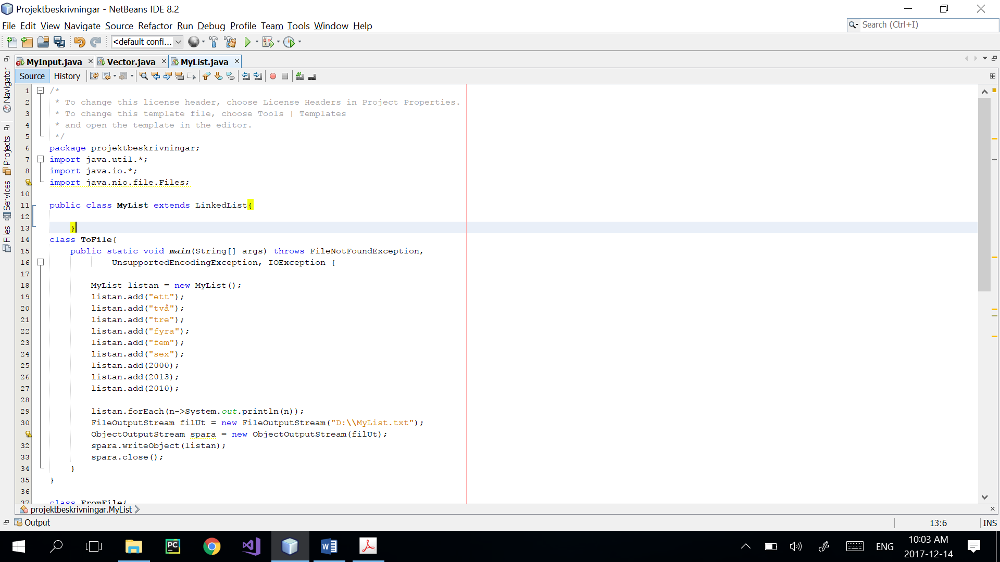 Projektbeskrivningar - NetBeans IDE 8.2
File Edit View Navigate Source Refactor Run Debug Profile Team Tools Window Help
Search (Ctrl+I)
<default confi...
MyInput.java
Vector.java
MyList.java
Source History
Navigator
Projects
Services
Files
1 /*
2  * To change this license header, choose License Headers in Project Properties.
3  * To change this template file, choose Tools | Templates
4  * and open the template in the editor.
5  */
6 package projektbeskrivningar;
7 import java.util.*;
8 import java.io.*;
import java.nio.file.Files;
10
11 public class MyList extends LinkedList{
12
13     }
14 class ToFile{
15     public static void main(String[] args) throws FileNotFoundException,
16             UnsupportedEncodingException, IOException {
17
18         MyList listan = new MyList();
19         listan.add("ett");
20         listan.add("två");
21         listan.add("tre");
22         listan.add("fyra");
23         listan.add("fem");
24         listan.add("sex");
25         listan.add(2000);
26         listan.add(2013);
27         listan.add(2010);
28
29         listan.forEach(n->System.out.println(n));
30         FileOutputStream filUt = new FileOutputStream("D:\\MyList.txt");
        ObjectOutputStream spara = new ObjectOutputStream(filUt);
32         spara.writeObject(listan);
33         spara.close();
34     }
35 }
36
37 class FromFile{
projektbeskrivningar.MyList
Output
13:6
INS
PC
W
ENG
10:03 AM
2017-12-14